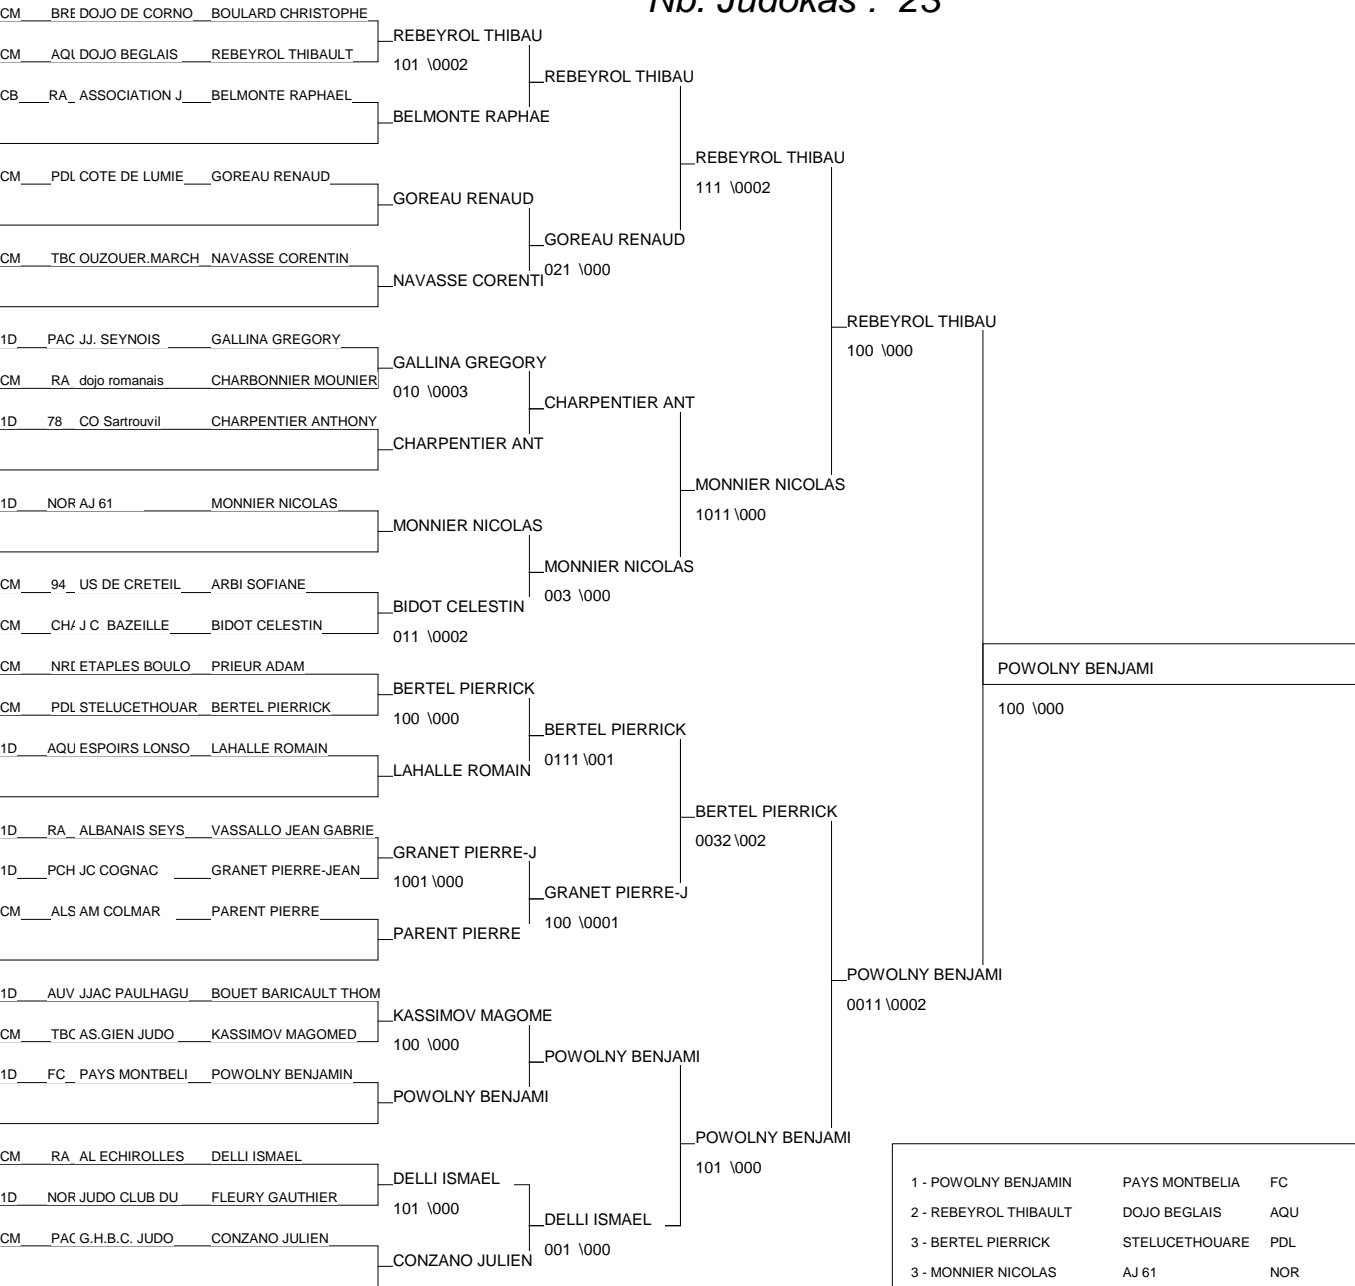 Nb. Judokas : 23
CM BRE DOJO DE CORNO BOULARD CHRISTOPHE
REBEYROL THIBAU
CM AQU DOJO BEGLAIS REBEYROL THIBAULT
101 \0002
REBEYROL THIBAU
CB RA ASSOCIATION J BELMONTE RAPHAEL
BELMONTE RAPHAE
REBEYROL THIBAU
111 \0002
CM PDL COTE DE LUMIE GOREAU RENAUD
GOREAU RENAUD
GOREAU RENAUD
021 \000
CM TBO OUZOUER.MARCH NAVASSE CORENTIN
NAVASSE CORENTI
REBEYROL THIBAU
100 \000
1D PAC JJ. SEYNOIS GALLINA GREGORY
GALLINA GREGORY
CM RA dojo romanais CHARBONNIER MOUNIER
010 \0003
CHARPENTIER ANT
1D 78 CO Sartrouvil CHARPENTIER ANTHONY
CHARPENTIER ANT
MONNIER NICOLAS
1011 \000
1D NOR AJ 61 MONNIER NICOLAS
MONNIER NICOLAS
MONNIER NICOLAS
003 \000
CM 94 US DE CRETEIL ARBI SOFIANE
BIDOT CELESTIN
CM CHA J C BAZEILLE BIDOT CELESTIN
011 \0002
CM NRD ETAPLES BOULO PRIEUR ADAM
POWOLNY BENJAMI
100 \000
BERTEL PIERRICK
CM PDL STELUCETHOUAR BERTEL PIERRICK
100 \000
BERTEL PIERRICK
0111 \001
1D AQU ESPOIRS LONSO LAHALLE ROMAIN
LAHALLE ROMAIN
BERTEL PIERRICK
0032 \002
1D RA ALBANAIS SEYS VASSALLO JEAN GABRIE
GRANET PIERRE-J
1D PCH JC COGNAC GRANET PIERRE-JEAN
1001 \000
GRANET PIERRE-J
100 \0001
CM ALS AM COLMAR PARENT PIERRE
PARENT PIERRE
POWOLNY BENJAMI
0011 \0002
1D AUV JJAC PAULHAGU BOUET BARICAULT THOM
KASSIMOV MAGOME
CM TBO AS.GIEN JUDO KASSIMOV MAGOMED
100 \000
POWOLNY BENJAMI
1D FC PAYS MONTBELI POWOLNY BENJAMIN
POWOLNY BENJAMI
POWOLNY BENJAMI
101 \000
CM RA AL ECHIROLLES DELLI ISMAEL
DELLI ISMAEL
1D NOR JUDO CLUB DU FLEURY GAUTHIER
101 \000
DELLI ISMAEL
001 \000
CM PAC G.H.B.C. JUDO CONZANO JULIEN
CONZANO JULIEN
1 - POWOLNY BENJAMIN PAYS MONTBELIA FC
2 - REBEYROL THIBAULT DOJO BEGLAIS AQU
3 - BERTEL PIERRICK STELUCETHOUARE PDL
3 - MONNIER NICOLAS AJ 61 NOR